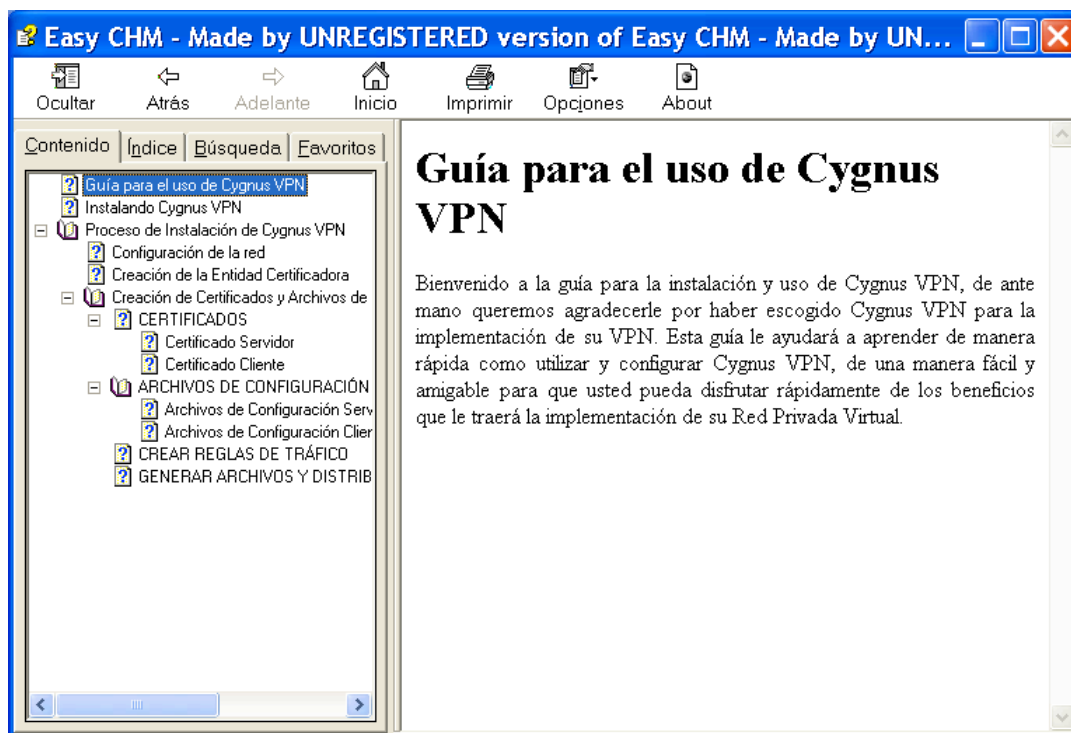 Easy CHM - Made by UNREGISTERED version of Easy CHM - Made by UN...
Ocultar Atrás Adelante Inicio Imprimir Opciones About
Contenido Índice Búsqueda Favoritos
Guía para el uso de Cygnus VPN
Instalando Cygnus VPN
Proceso de Instalación de Cygnus VPN
Configuración de la red
Creación de la Entidad Certificadora
Creación de Certificados y Archivos de
CERTIFICADOS
Certificado Servidor
Certificado Cliente
ARCHIVOS DE CONFIGURACIÓN
Archivos de Configuración Serv
Archivos de Configuración Clier
CREAR REGLAS DE TRÁFICO
GENERAR ARCHIVOS Y DISTRIB
Guía para el uso de Cygnus
VPN
Bienvenido a la guía para la instalación y uso de Cygnus VPN, de ante
mano queremos agradecerle por haber escogido Cygnus VPN para la
implementación de su VPN. Esta guía le ayudará a aprender de manera
rápida como utilizar y configurar Cygnus VPN, de una manera fácil y
amigable para que usted pueda disfrutar rápidamente de los beneficios
que le traerá la implementación de su Red Privada Virtual.